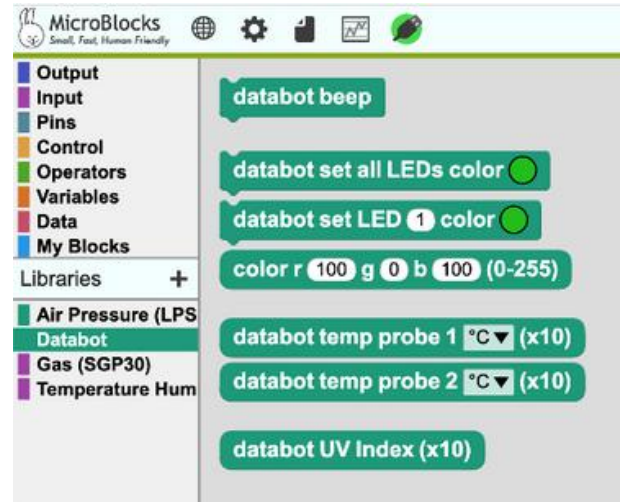 MicroBlocks
Small, Fast, Human Friendly
Output
Input
Pins
Control
Operators
Variables
Data
My Blocks
Libraries +
Air Pressure (LPS
Databot
Gas (SGP30)
Temperature Hum
databot beep
databot set all LEDs color
databot set LED 1 color
color r 100 g 0 b 100 (0-255)
databot temp probe 1 °C▼ (x10)
databot temp probe 2 °C▼ (x10)
databot UV Index (x10)